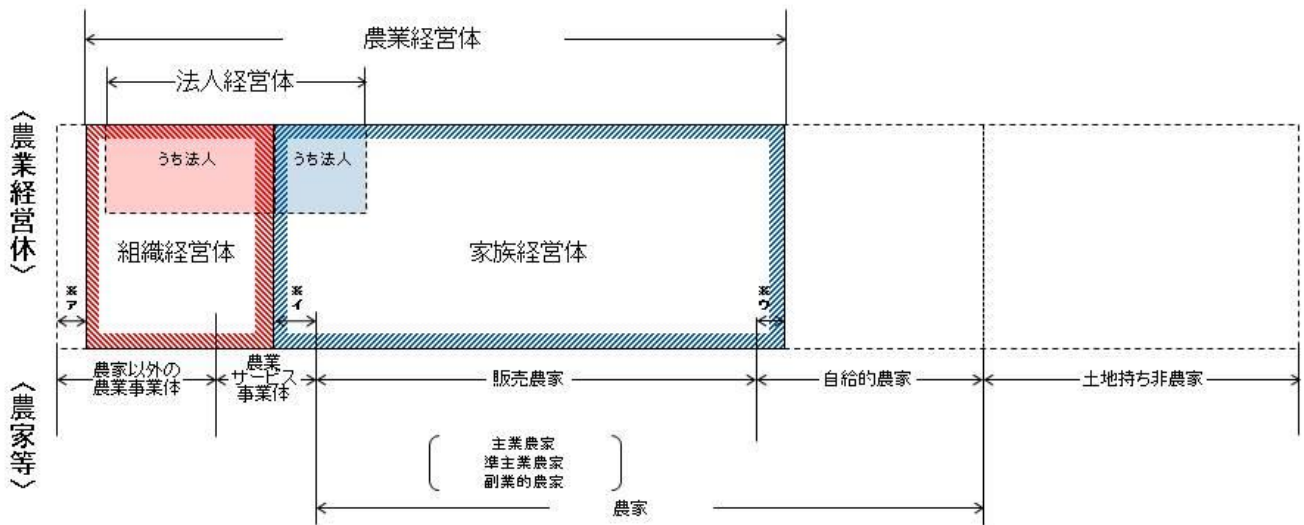 農業経営体
法人経営体
〈農業経営体〉
うち法人
うち法人
組織経営体
家族経営体
※ア
※イ
※ウ
農家以外の
農業事業体
農業
サービス
事業体
販売農家
自給的農家
土地持ち非農家
〈農家等〉
主業農家
準主業農家
副業的農家
農家